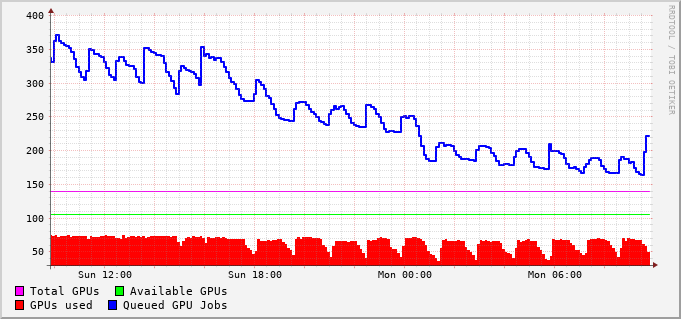 400
350
300
250
200
150
100
50
Sun 12:00 Sun 18:00 Mon 00:00 Mon 06:00
Total GPUs Available GPUs
GPUs used Queued GPU Jobs
RRDTOOL / TOBI OETIKER